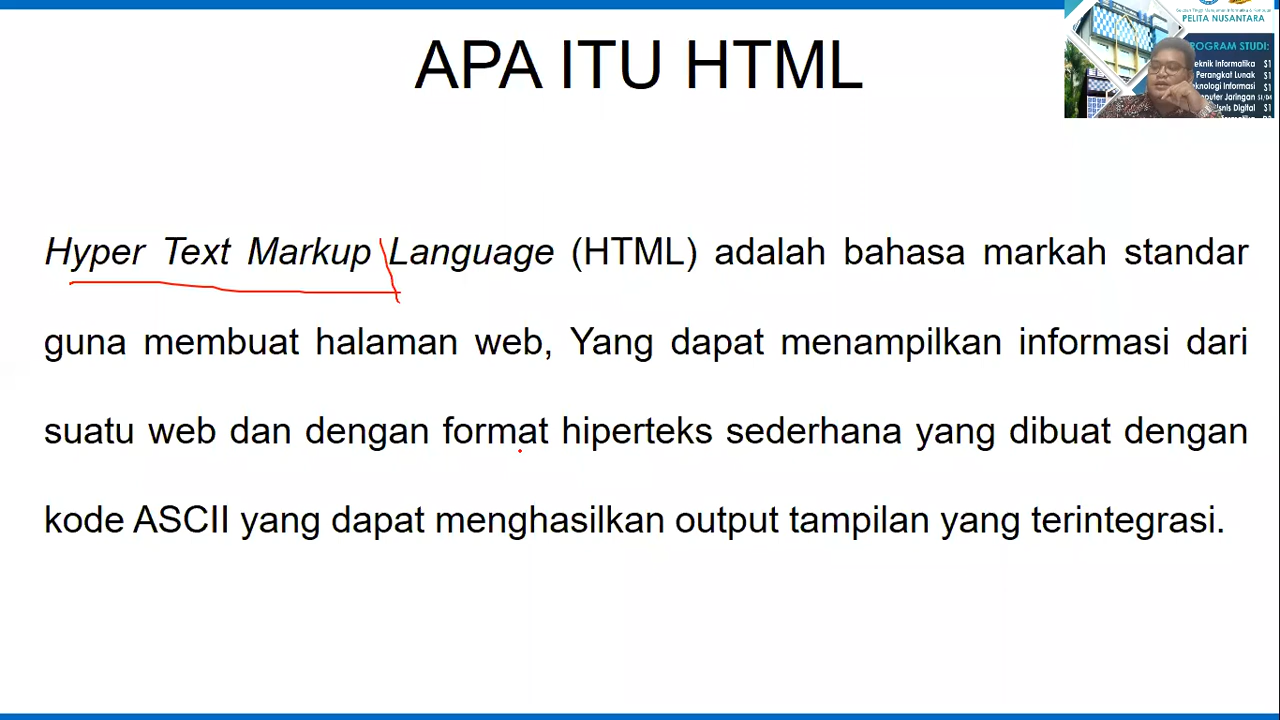 APA ITU HTML
PELITA NUSANTARA
PROGRAM STUDI:
Teknik Informatika S1
Perangkat Lunak S1
Teknologi Informasi S1
Komputer Jaringan S1/D4
Bisnis Digital S1
Hyper Text Markup Language (HTML) adalah bahasa markah standar
guna membuat halaman web, Yang dapat menampilkan informasi dari
suatu web dan dengan format hiperteks sederhana yang dibuat dengan
kode ASCII yang dapat menghasilkan output tampilan yang terintegrasi.